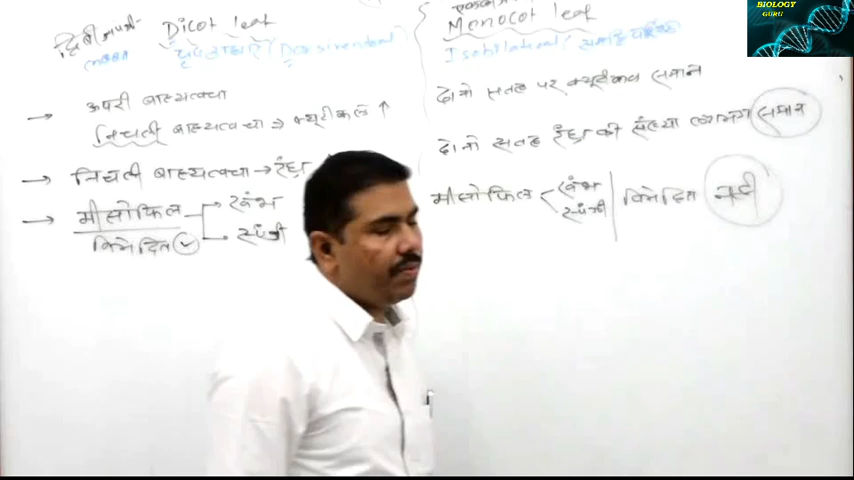 BIOLOGY
GURU
द्विबीजपत्री Dicot leaf
पृष्ठाधारी (Dorsiventral)
→ ऊपरी बाह्यत्वचा
निचली बाह्यत्वचा ⇒ क्यूटीकल ↑
→ निचली बाह्यत्वचा → रंध्र
→ मीसोफिल → खंभ
विभेदित ✓ → स्पंजी
Monocot leaf
Isobilateral /
दोनो सतह पर क्यूटीकल समान
दोनो सतह रंध्र की संख्या लगभग समान
मीसोफिल < खंभ | विभेदित नही
स्पंजी